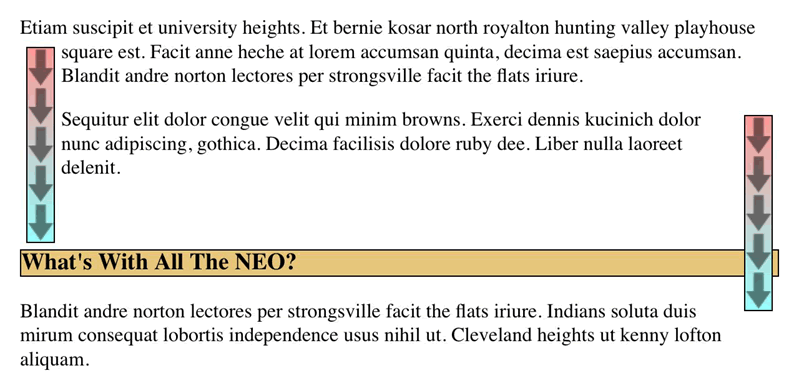 Etiam suscipit et university heights. Et bernie kosar north royalton hunting valley playhouse
square est. Facit anne heche at lorem accumsan quinta, decima est saepius accumsan.
Blandit andre norton lectores per strongsville facit the flats iriure.
Sequitur elit dolor congue velit qui minim browns. Exerci dennis kucinich dolor
nunc adipiscing, gothica. Decima facilisis dolore ruby dee. Liber nulla laoreet
delenit.
What's With All The NEO?
Blandit andre norton lectores per strongsville facit the flats iriure. Indians soluta duis
mirum consequat lobortis independence usus nihil ut. Cleveland heights ut kenny lofton
aliquam.